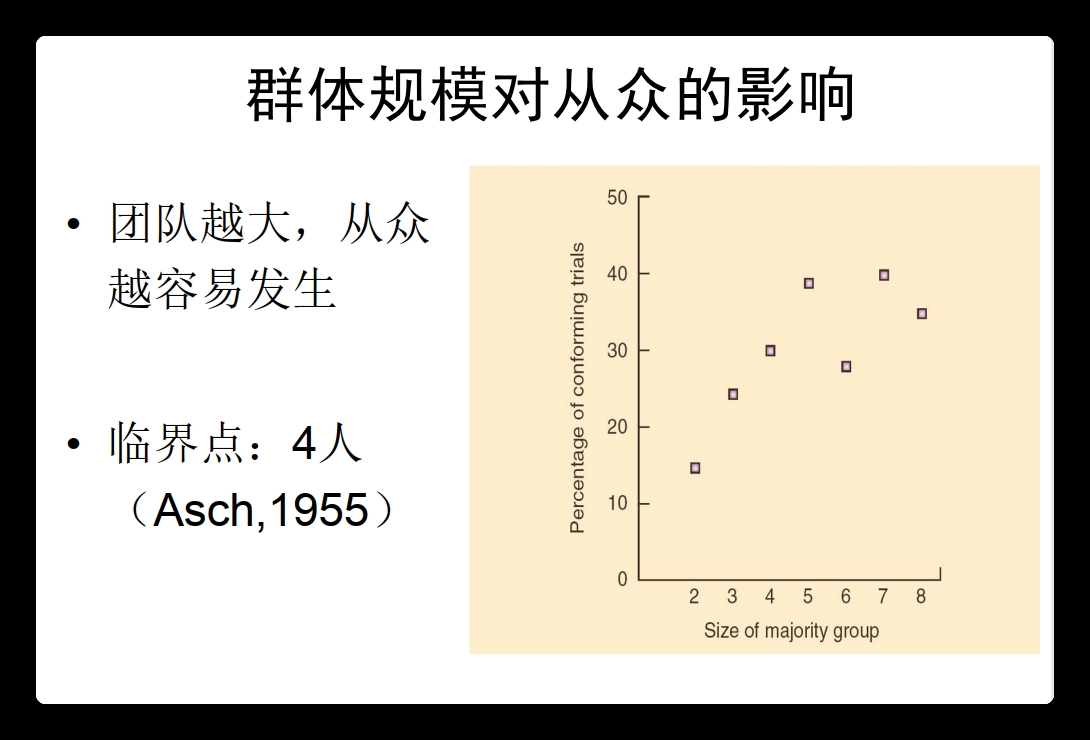 群体规模对从众的影响
• 团队越大，从众
越容易发生
• 临界点：4人
（Asch,1955）
50
40
30
20
10
0
Percentage of conforming trials
2 3 4 5 6 7 8
Size of majority group